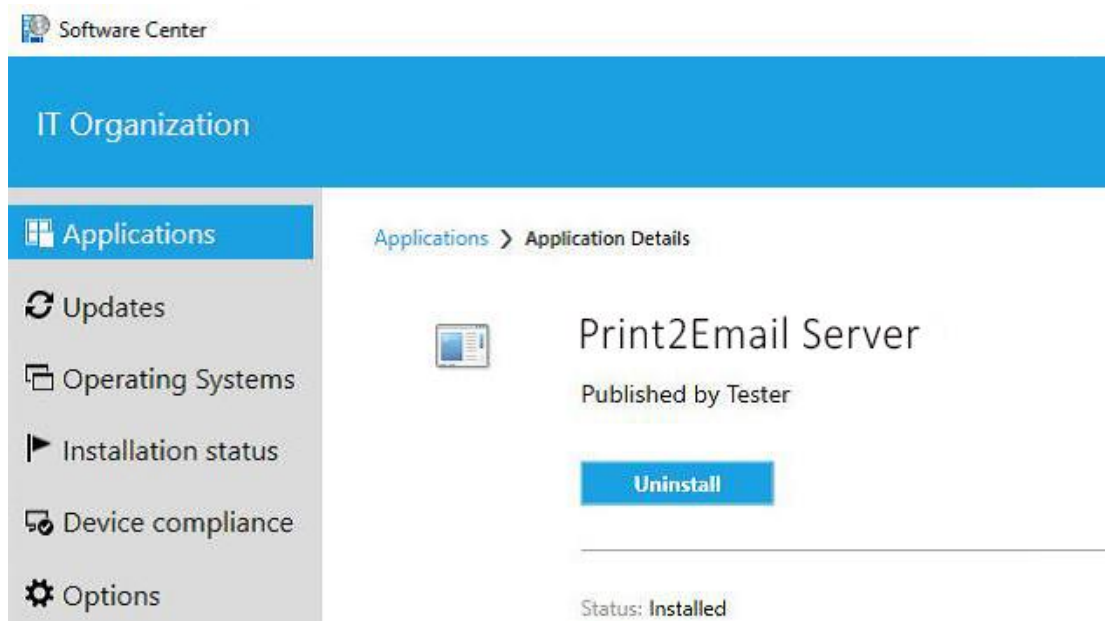 Software Center
IT Organization
Applications
Applications ❯ Application Details
Updates
Print2Email Server
Operating Systems
Published by Tester
Installation status
Uninstall
Device compliance
Options
Status: Installed